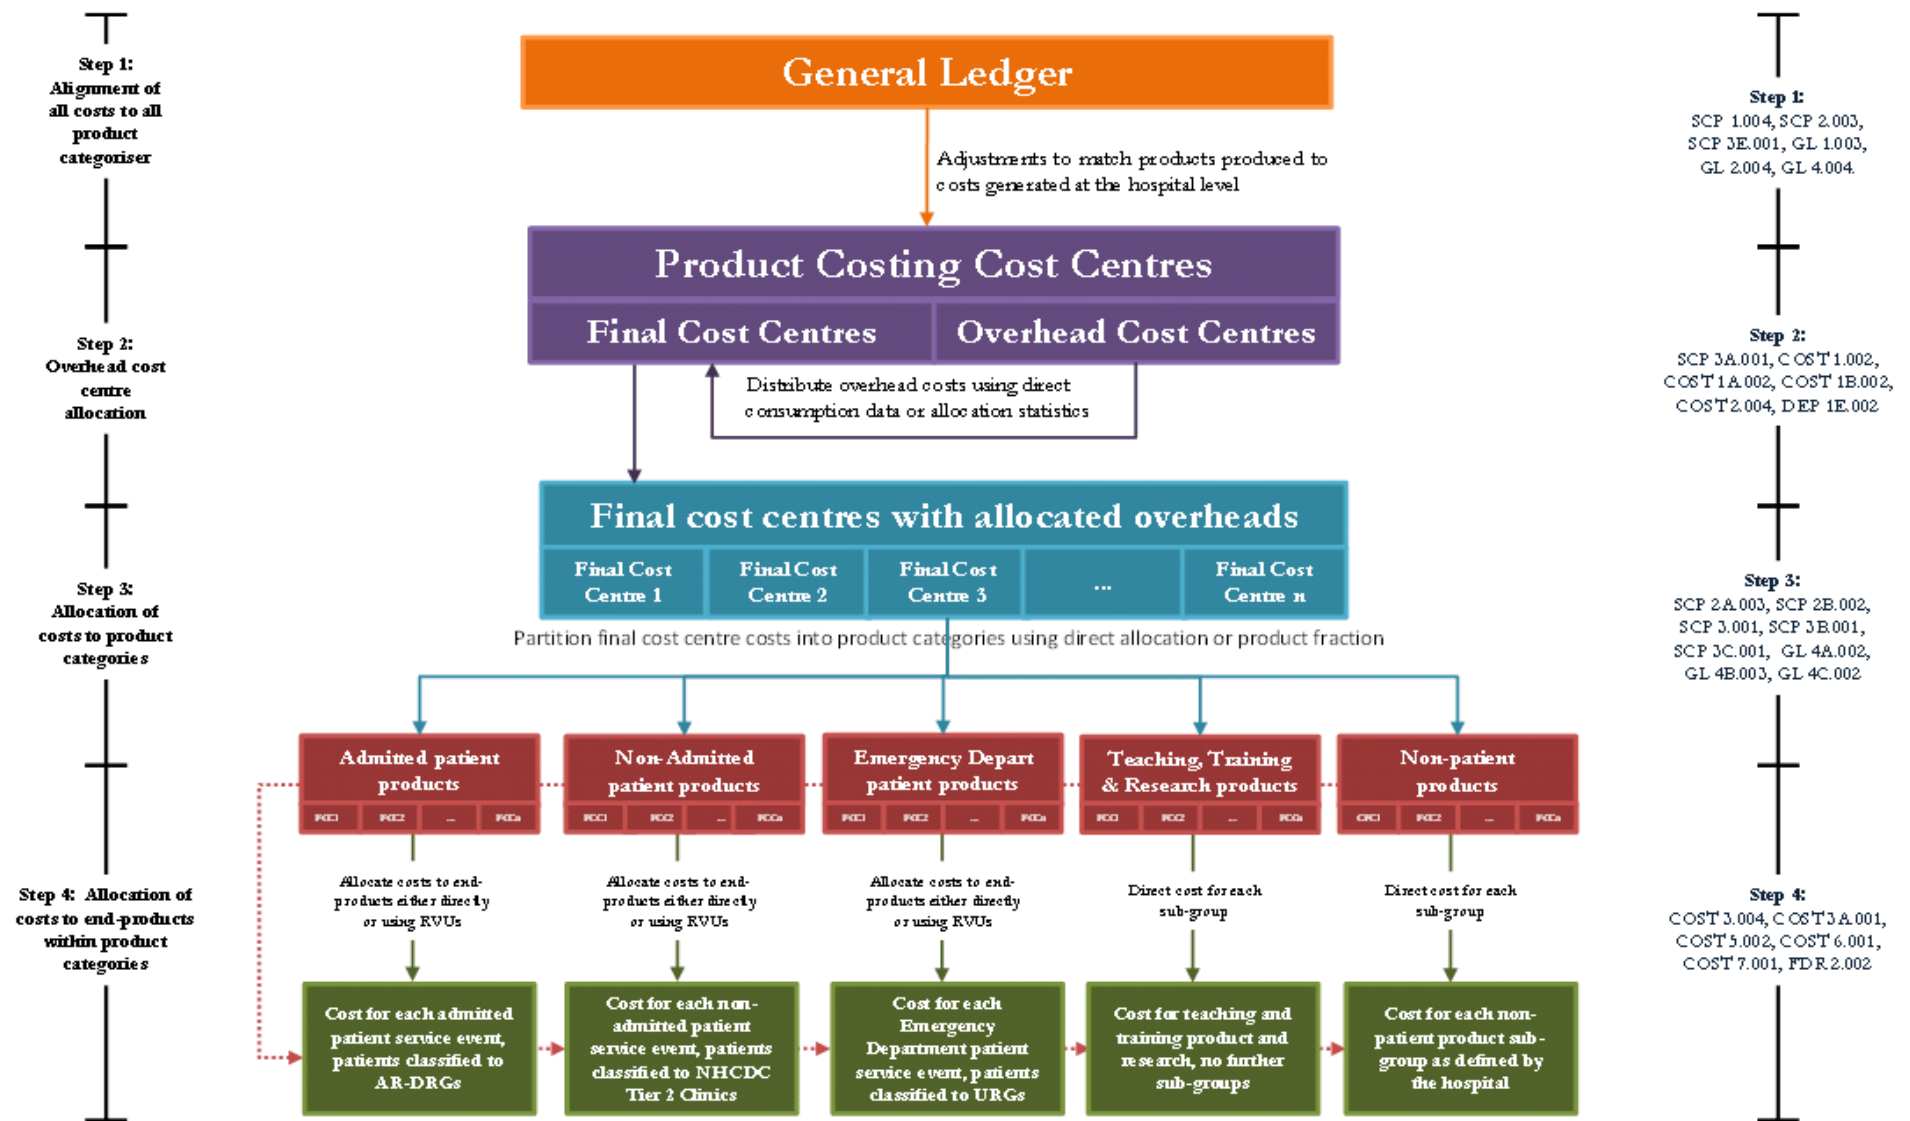 Step 1:
Alignment of
all costs to all
product
categoriser
Step 2:
Overhead cost
centre
allocation
Step 3:
Allocation of
costs to product
categories
Step 4: Allocation of
costs to end-products
within product
categories
General Ledger
Adjustments to match products produced to
costs generated at the hospital level
Product Costing Cost Centres
Final Cost Centres
Overhead Cost Centres
Distribute overhead costs using direct
consumption data or allocation statistics
Final cost centres with allocated overheads
Final Cost
Centre 1
Final Cost
Centre 2
Final Cost
Centre 3
...
Final Cost
Centre n
Partition final cost centre costs into product categories using direct allocation or product fraction
Admitted patient
products
FCC1
FCC2
...
FCCn
Non-Admitted
patient products
FCC1
FCC2
...
FCCn
Emergency Depart
patient products
FCC1
FCC2
...
FCCn
Teaching, Training
& Research products
FCC1
FCC2
...
FCCn
Non-patient
products
FCC2
...
FCCn
Allocate costs to end-
products either directly
or using RVUs
Allocate costs to end-
products either directly
or using RVUs
Allocate costs to end-
products either directly
or using RVUs
Direct cost for each
sub-group
Direct cost for each
sub-group
Cost for each admitted
patient service event,
patients classified to
AR-DRGs
Cost for each non-
admitted patient
service event, patients
classified to NHCDC
Tier 2 Clinics
Cost for each
Emergency
Department patient
service event, patients
classified to URGs
Cost for teaching and
training product and
research, no further
sub-groups
Cost for each non-
patient product sub-
group as defined by
the hospital
Step 1:
SCP 1.004, SCP 2.003,
SCP 3E.001, GL 1.003,
GL 2.004, GL 4.004.
Step 2:
SCP 3A.001, COST 1.002,
COST 1A.002, COST 1B.002,
COST 2.004, DEP 1E.002
Step 3:
SCP 2A.003, SCP 2B.002,
SCP 3.001, SCP 3B.001,
SCP 3C.001, GL 4A.002,
GL 4B.003, GL 4C.002
Step 4:
COST 3.004, COST 3A.001,
COST 5.002, COST 6.001,
COST 7.001, FDR 2.002